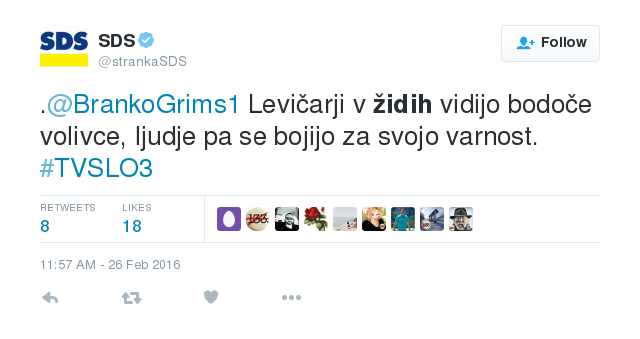 SDS
SDS
@strankaSDS
Follow
.@BrankoGrims1 Levičarji v židih vidijo bodoče
volivce, ljudje pa se bojijo za svojo varnost.
#TVSLO3
RETWEETS LIKES
8 18
11:57 AM - 26 Feb 2016